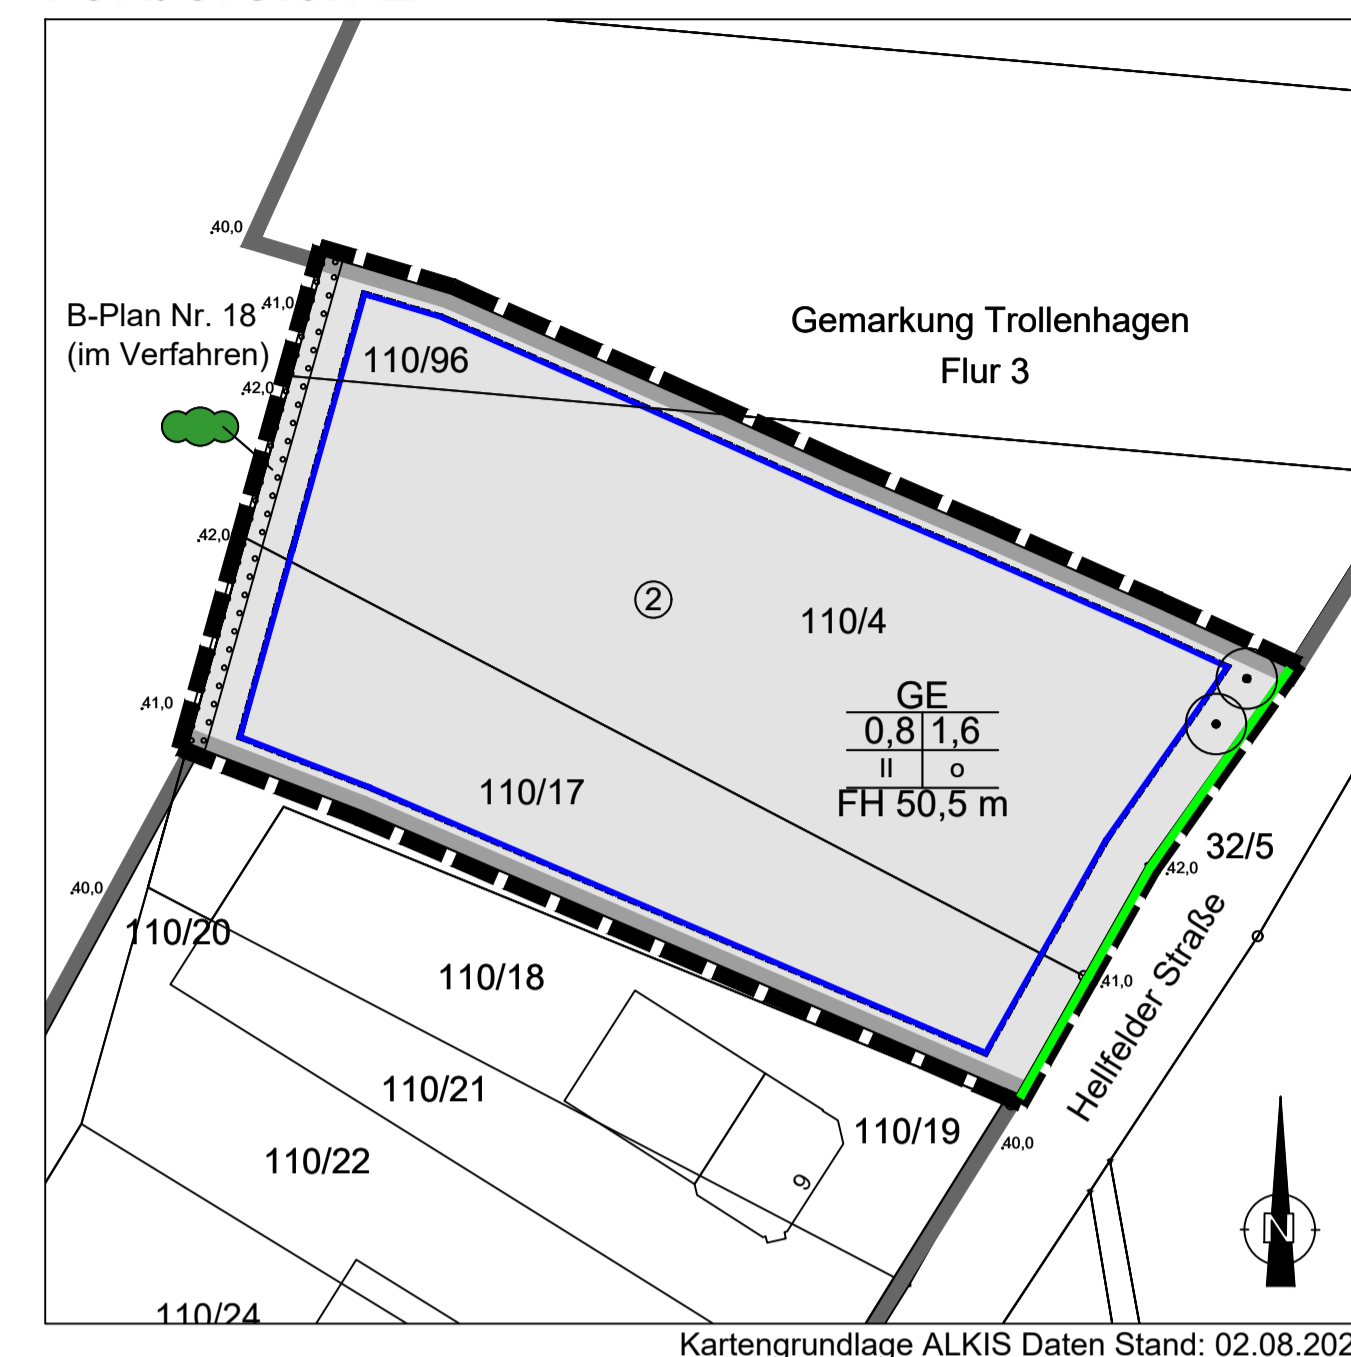 .40,0
B-Plan Nr. 18
(im Verfahren)
.41,0
Gemarkung Trollenhagen
Flur 3
110/96
.42,0
.42,0
2
110/4
GE
0,8 1,6
II o
FH 50,5 m
.41,0
110/17
32/5
.42,0
.40,0
110/20
110/18
.41,0
Hellfelder Straße
110/21
110/19
.40,0
110/22
9
N
110/24
Kartengrundlage ALKIS Daten Stand: 02.08.202